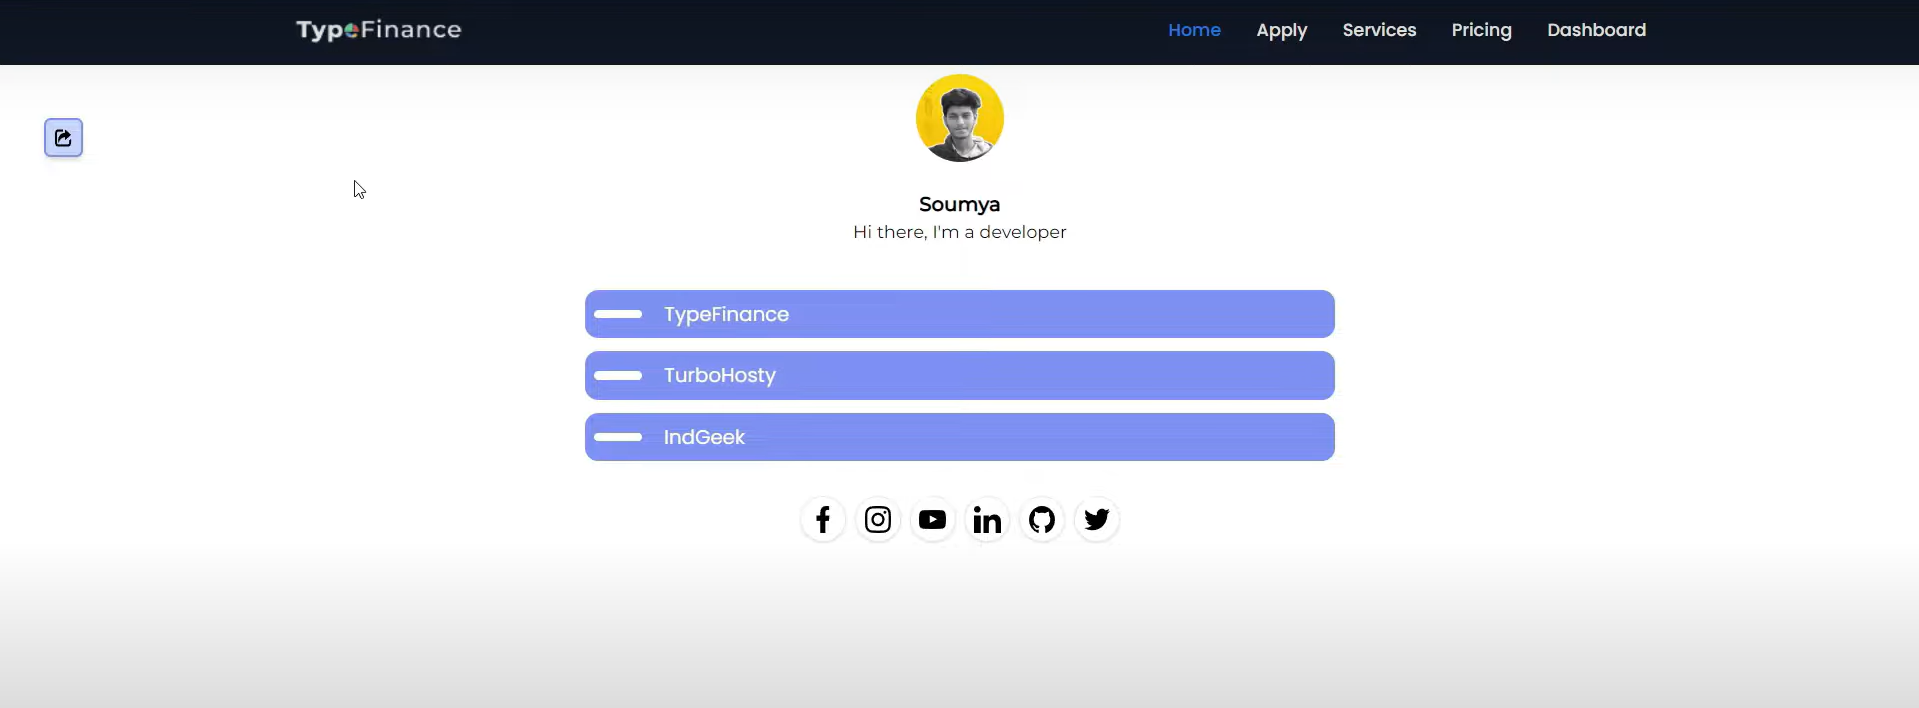 TypeFinance
Home Apply Services Pricing Dashboard
Soumya
Hi there, I'm a developer
TypeFinance
TurboHosty
IndGeek